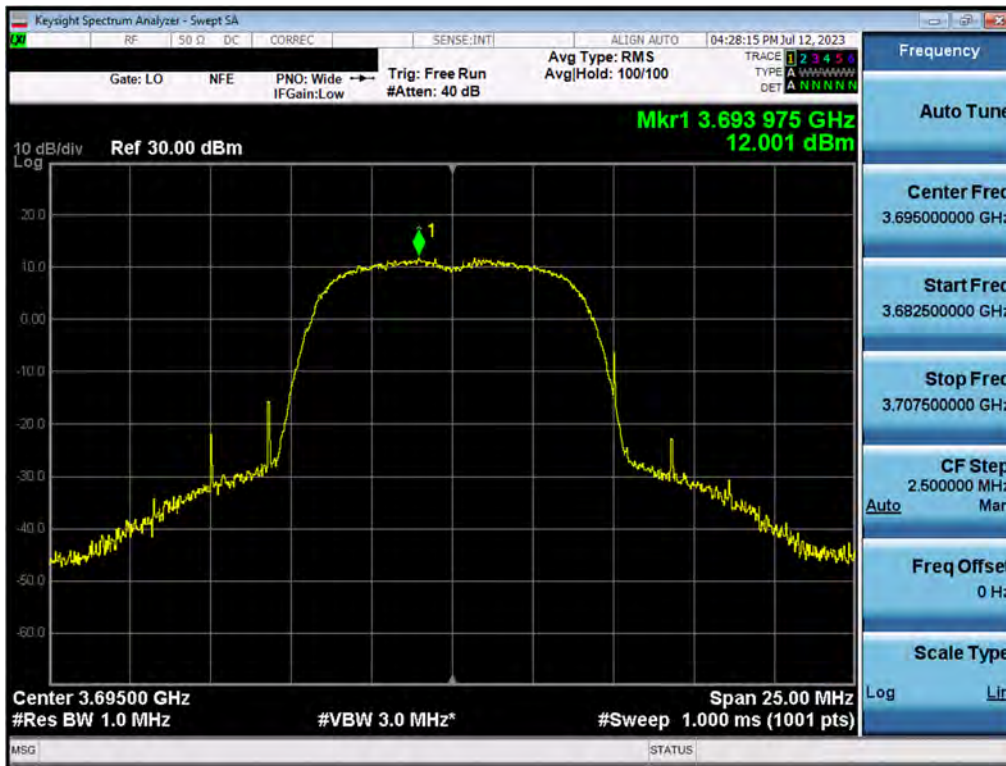 Keysight Spectrum Analyzer - Swept SA
LXI RF 50 Ω DC CORREC SENSE:INT ALIGN AUTO 04:28:15 PM Jul 12, 2023
Gate: LO NFE PNO: Wide Trig: Free Run Avg Type: RMS TRACE 1 2 3 4 5 6
IFGain:Low #Atten: 40 dB Avg|Hold: 100/100 TYPE A WWWWW
DET A N N N N N
Mkr1 3.693 975 GHz
12.001 dBm
10 dB/div Ref 30.00 dBm
Log
20.0
1
10.0
0.00
-10.0
-20.0
-30.0
-40.0
-50.0
-60.0
Center 3.69500 GHz Span 25.00 MHz
#Res BW 1.0 MHz #VBW 3.0 MHz* #Sweep 1.000 ms (1001 pts)
MSG STATUS
Frequency
Auto Tune
Center Freq
3.695000000 GHz
Start Freq
3.682500000 GHz
Stop Freq
3.707500000 GHz
CF Step
2.500000 MHz
Auto Man
Freq Offset
0 Hz
Scale Type
Log Lin